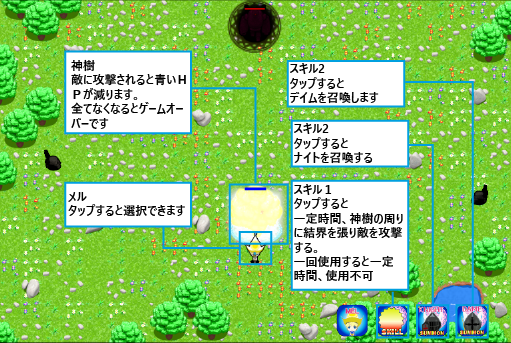 神樹
敵に攻撃されると青いＨ
Ｐが減ります。
全てなくなるとゲームオー
バーです
スキル2
タップすると
デイムを召喚します
スキル2
タップすると
ナイトを召喚する
メル
タップすると選択できます
スキル１
タップすると
一定時間、神樹の周り
に結界を張り敵を攻撃
する。
一回使用すると一定
時間、使用不可
SKILL